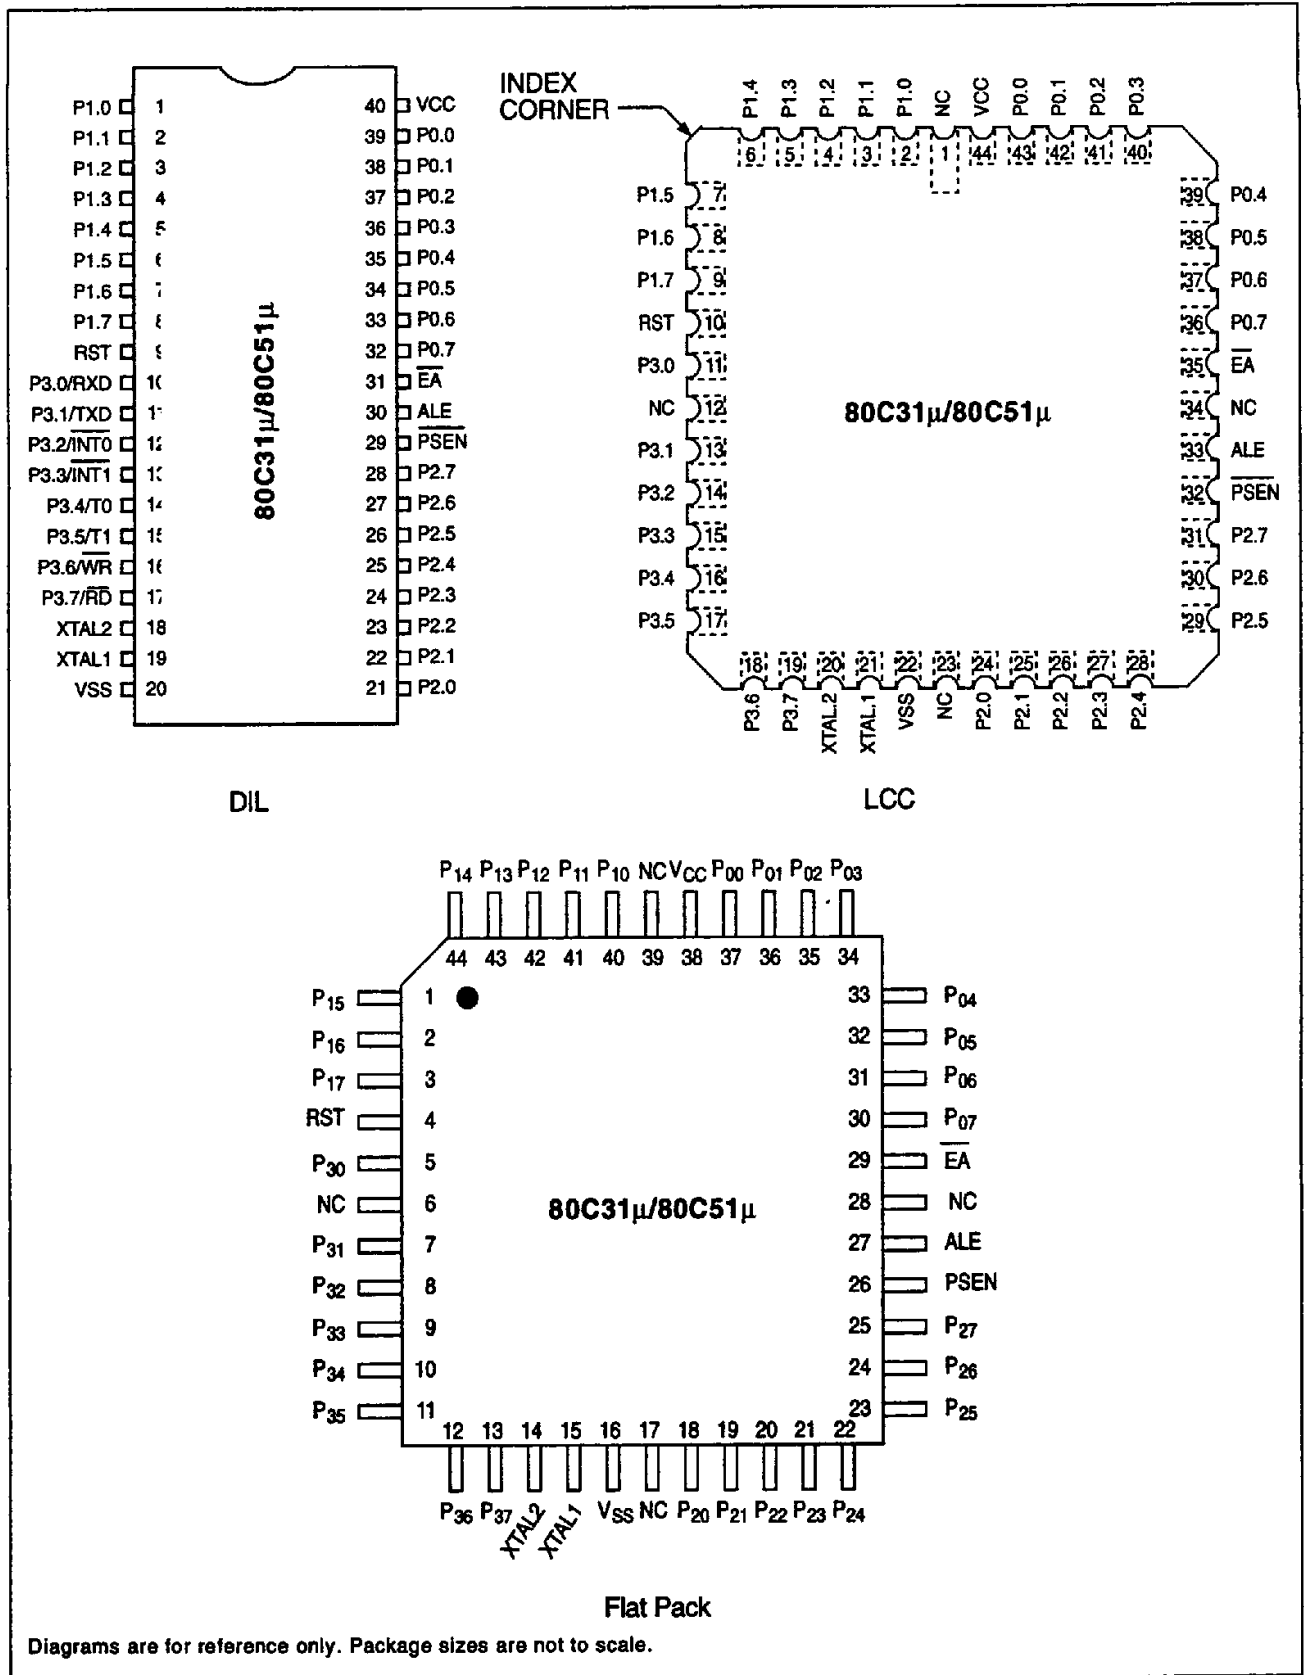 P1.0 1 40 VCC
P1.1 2 39 P0.0
P1.2 3 38 P0.1
P1.3 4 37 P0.2
P1.4 5 36 P0.3
P1.5 35 P0.4
P1.6 34 P0.5
P1.7 33 P0.6
RST 32 P0.7
P3.0/RXD 31 EA
P3.1/TXD 30 ALE
P3.2/INT0 29 PSEN
P3.3/INT1 28 P2.7
P3.4/T0 27 P2.6
P3.5/T1 26 P2.5
P3.6/WR 25 P2.4
P3.7/RD 24 P2.3
XTAL2 18 23 P2.2
XTAL1 19 22 P2.1
VSS 20 21 P2.0
80C31µ/80C51µ
DIL
INDEX
CORNER
P1.4 P1.3 P1.2 P1.1 P1.0 NC VCC P0.0 P0.1 P0.2 P0.3
6 5 4 3 2 1 44 43 42 41 40
P1.5 7 39 P0.4
P1.6 8 38 P0.5
P1.7 9 37 P0.6
RST 10 36 P0.7
P3.0 11 35 EA
NC 12 34 NC
80C31µ/80C51µ
P3.1 13 33 ALE
P3.2 14 32 PSEN
P3.3 15 31 P2.7
P3.4 16 30 P2.6
P3.5 17 29 P2.5
18 19 20 21 22 23 24 25 26 27 28
P3.6 P3.7 XTAL.2 XTAL.1 VSS NC P2.0 P2.1 P2.2 P2.3 P2.4
LCC
P14 P13 P12 P11 P10 NC VCC P00 P01 P02 P03
44 43 42 41 40 39 38 37 36 35 34
P15 1 33 P04
P16 2 32 P05
P17 3 31 P06
RST 4 30 P07
P30 5 29 EA
NC 6 28 NC
80C31µ/80C51µ
P31 7 27 ALE
P32 8 26 PSEN
P33 9 25 P27
P34 10 24 P26
P35 11 23 P25
12 13 14 15 16 17 18 19 20 21 22
P36 P37 XTAL2 XTAL1 VSS NC P20 P21 P22 P23 P24
Flat Pack
Diagrams are for reference only. Package sizes are not to scale.